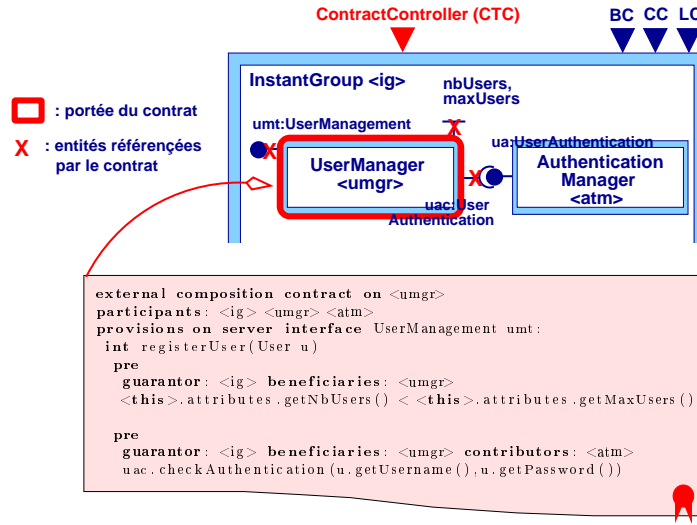 ContractController (CTC)
BC CC LC
InstantGroup <ig>
nbUsers,
maxUsers
: portée du contrat
umt:UserManagement
X
X : entités référençées
par le contrat
X
ua:UserAuthentication
UserManager
<umgr>
X
Authentication
Manager
<atm>
uac:User
Authentication
external composition contract on <umgr>
participants: <ig> <umgr> <atm>
provisions on server interface UserManagement umt:
int registerUser(User u)
pre
guarantor: <ig> beneficiaries: <umgr>
<this>.attributes.getNbUsers() < <this>.attributes.getMaxUsers()
pre
guarantor: <ig> beneficiaries: <umgr> contributors: <atm>
uac.checkAuthentication(u.getUsername(),u.getPassword())